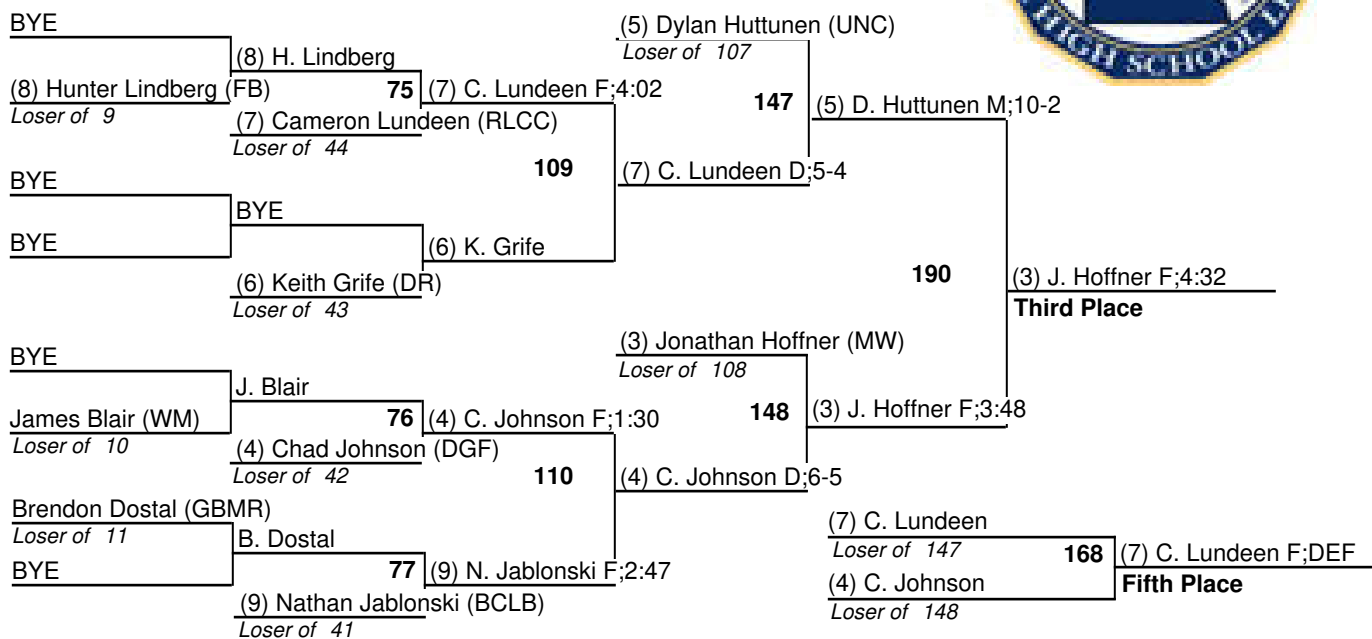 BYE
(8) H. Lindberg
(8) Hunter Lindberg (FB)
Loser of 9
75
(7) C. Lundeen F;4:02
(7) Cameron Lundeen (RLCC)
Loser of 44
109
BYE
BYE
BYE
(6) K. Grife
(6) Keith Grife (DR)
Loser of 43
(5) Dylan Huttunen (UNC)
Loser of 107
147
(5) D. Huttunen M;10-2
(7) C. Lundeen D;5-4
190
(3) J. Hoffner F;4:32
Third Place
BYE
J. Blair
James Blair (WM)
Loser of 10
76
(4) C. Johnson F;1:30
(4) Chad Johnson (DGF)
Loser of 42
110
Brendon Dostal (GBMR)
Loser of 11
B. Dostal
BYE
77
(9) N. Jablonski F;2:47
(9) Nathan Jablonski (BCLB)
Loser of 41
(3) Jonathan Hoffner (MW)
Loser of 108
148
(3) J. Hoffner F;3:48
(4) C. Johnson D;6-5
(7) C. Lundeen
Loser of 147
168
(7) C. Lundeen F;DEF
Fifth Place
(4) C. Johnson
Loser of 148
HIGH SCHOOL